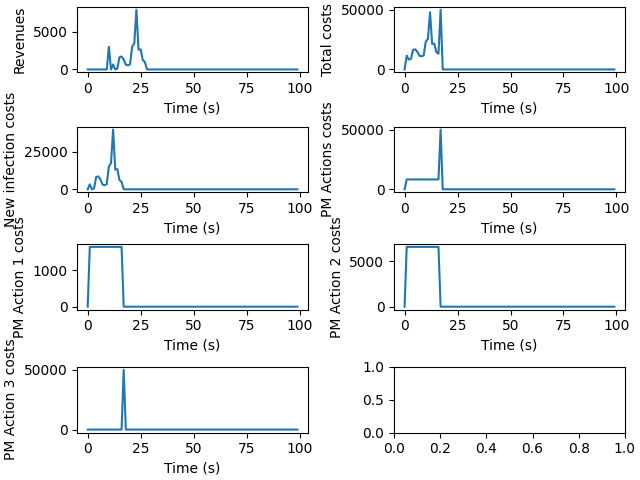 Revenues
5000
0
0 25 50 75 100
Time (s)
Total costs
50000
0
0 25 50 75 100
Time (s)
New infection costs
25000
0
0 25 50 75 100
Time (s)
PM Actions costs
50000
0
0 25 50 75 100
Time (s)
PM Action 1 costs
1000
0
0 25 50 75 100
Time (s)
PM Action 2 costs
5000
0
0 25 50 75 100
Time (s)
PM Action 3 costs
50000
0
0 25 50 75 100
Time (s)
1.0
0.5
0.0
0.0 0.2 0.4 0.6 0.8 1.0